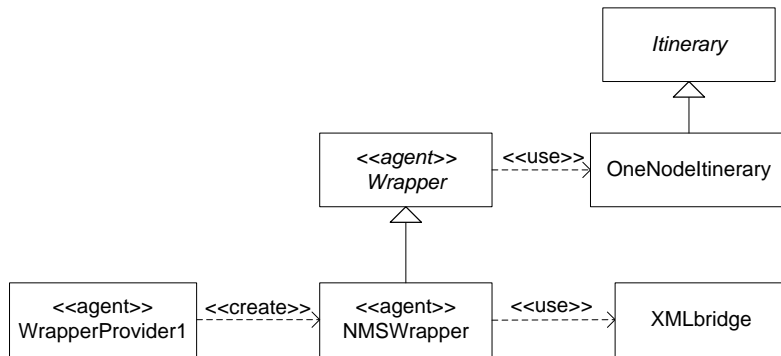 Itinerary
<<agent>>
Wrapper
<<use>>
OneNodeItinerary
<<agent>>
WrapperProvider1
<<create>>
<<agent>>
NMSWrapper
<<use>>
XMLbridge